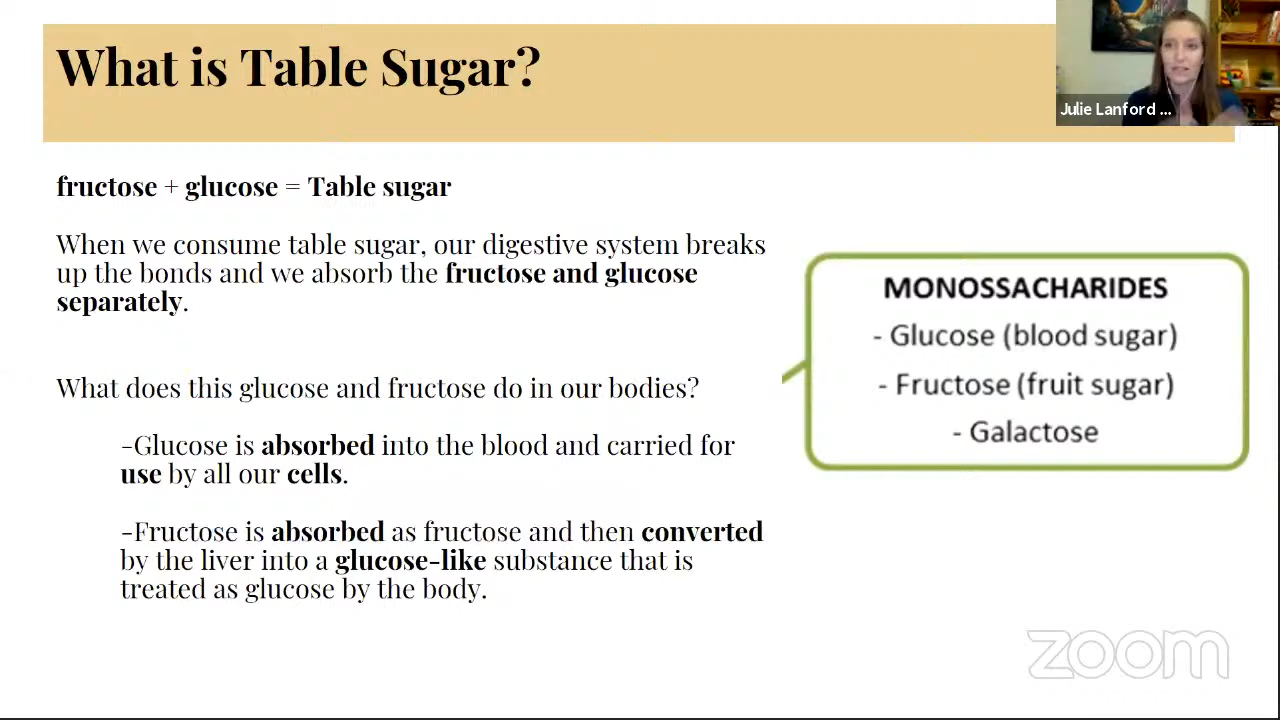 What is Table Sugar?
Julie Lanford ...
fructose + glucose = Table sugar
When we consume table sugar, our digestive system breaks
up the bonds and we absorb the fructose and glucose
separately.
What does this glucose and fructose do in our bodies?
-Glucose is absorbed into the blood and carried for
use by all our cells.
-Fructose is absorbed as fructose and then converted
by the liver into a glucose-like substance that is
treated as glucose by the body.
MONOSSACHARIDES
- Glucose (blood sugar)
- Fructose (fruit sugar)
- Galactose
zoom